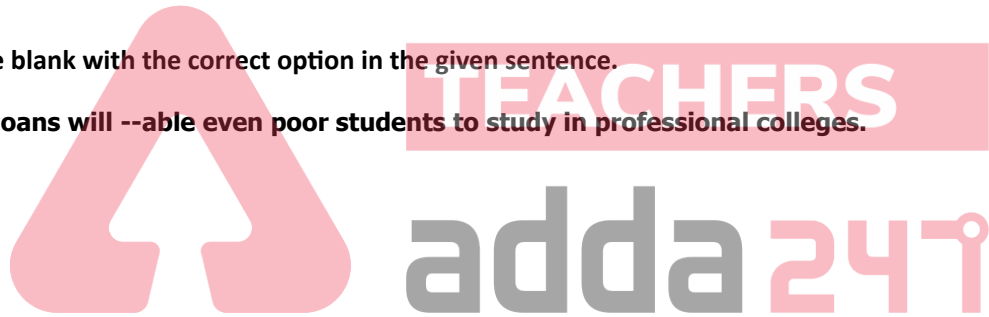 e blank with the correct option in the given sentence.
TEACHERS
oans will --able even poor students to study in professional colleges.
adda 247